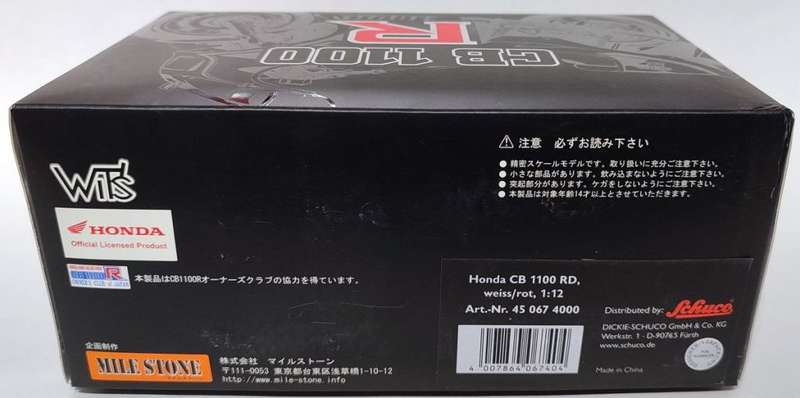 CB 1100
R
WiT's
HONDA
Official Licensed Product
本製品はCB1100Rオーナーズクラブの協力を得ています。
企画制作
MILE STONE
マイルストーン
株式会社 マイルストーン
〒111-0053 東京都台東区浅草橋1-10-12
http://www.mile-stone.info
注意 必ずお読み下さい
●精密スケールモデルです。取り扱いに充分ご注意下さい。
●小さな部品があります。飲み込まないようにご注意下さい。
●突起部分があります。ケガをしないようにご注意下さい。
●本製品は対象年齢14才以上とさせていただきます。
Honda CB 1100 RD,
weiss/rot, 1:12
Art.-Nr. 45 067 4000
4 007864 067404
Distributed by: Schuco
DICKIE-SCHUCO GmbH & Co. KG
Werkstr. 1 - D-90765 Fürth
www.schuco.de
Made in China